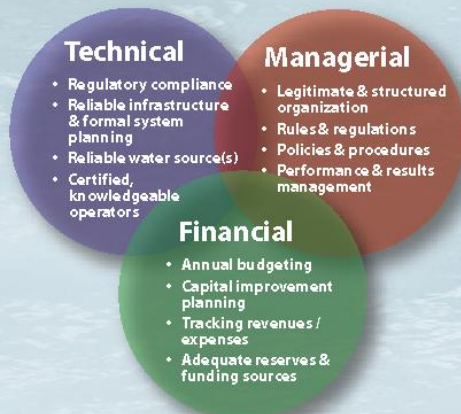 Technical
• Regulatory compliance
• Reliable infrastructure
& formal system
planning
• Reliable water source(s)
• Certified,
knowledgeable
operators
Managerial
• Legitimate & structured
organization
• Rules & regulations
• Policies & procedures
• Performance & results
management
Financial
• Annual budgeting
• Capital improvement
planning
• Tracking revenues /
expenses
• Adequate reserves &
funding sources